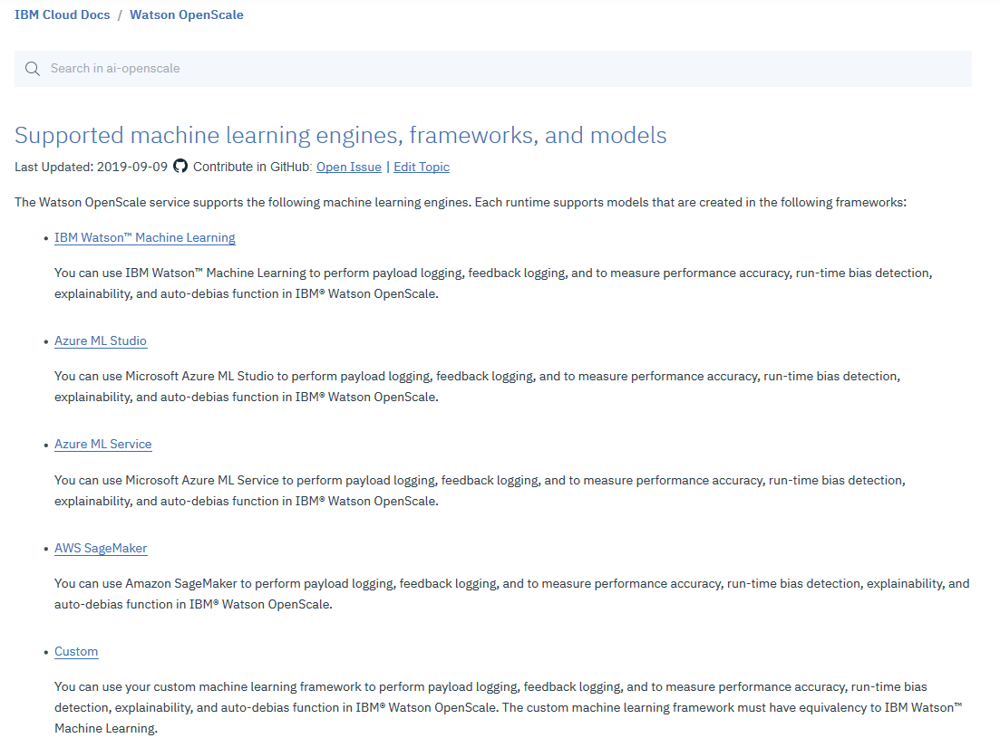 IBM Cloud Docs / Watson OpenScale
Search in ai-openscale
Supported machine learning engines, frameworks, and models
Last Updated: 2019-09-09 Contribute in GitHub: Open Issue | Edit Topic
The Watson OpenScale service supports the following machine learning engines. Each runtime supports models that are created in the following frameworks:
• IBM Watson™ Machine Learning
You can use IBM Watson™ Machine Learning to perform payload logging, feedback logging, and to measure performance accuracy, run-time bias detection,
explainability, and auto-debias function in IBM® Watson OpenScale.
• Azure ML Studio
You can use Microsoft Azure ML Studio to perform payload logging, feedback logging, and to measure performance accuracy, run-time bias detection,
explainability, and auto-debias function in IBM® Watson OpenScale.
• Azure ML Service
You can use Microsoft Azure ML Service to perform payload logging, feedback logging, and to measure performance accuracy, run-time bias detection,
explainability, and auto-debias function in IBM® Watson OpenScale.
• AWS SageMaker
You can use Amazon SageMaker to perform payload logging, feedback logging, and to measure performance accuracy, run-time bias detection, explainability, and
auto-debias function in IBM® Watson OpenScale.
• Custom
You can use your custom machine learning framework to perform payload logging, feedback logging, and to measure performance accuracy, run-time bias
detection, explainability, and auto-debias function in IBM® Watson OpenScale. The custom machine learning framework must have equivalency to IBM Watson™
Machine Learning.